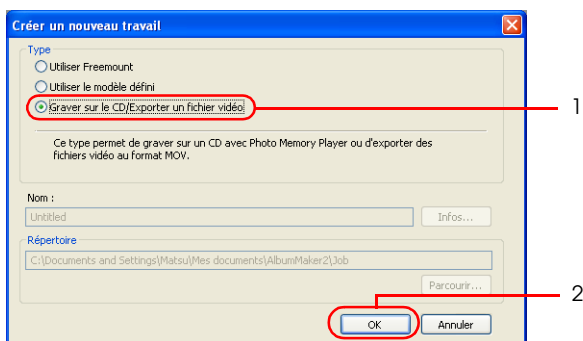 Créer un nouveau travail
Type
Utiliser Freemount
Utiliser le modèle défini
Graver sur le CD/Exporter un fichier vidéo
1
Ce type permet de graver sur un CD avec Photo Memory Player ou d'exporter des
fichiers vidéo au format MOV.
Nom :
Untitled
Infos...
Répertoire
C:\Documents and Settings\Matsu\Mes documents\AlbumMaker2\Job
Parcourir...
2
OK
Annuler